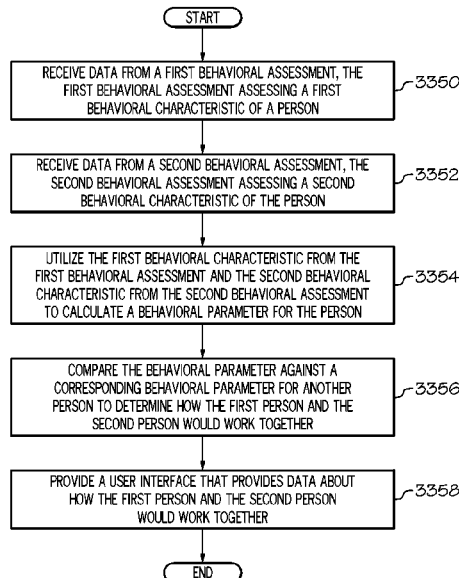 START
RECEIVE DATA FROM A FIRST BEHAVIORAL ASSESSMENT, THE
FIRST BEHAVIORAL ASSESSMENT ASSESSING A FIRST
BEHAVIORAL CHARACTERISTIC OF A PERSON
3350
RECEIVE DATA FROM A SECOND BEHAVIORAL ASSESSMENT, THE
SECOND BEHAVIORAL ASSESSMENT ASSESSING A SECOND
BEHAVIORAL CHARACTERISTIC OF THE PERSON
3352
UTILIZE THE FIRST BEHAVIORAL CHARACTERISTIC FROM THE
FIRST BEHAVIORAL ASSESSMENT AND THE SECOND BEHAVIORAL
CHARACTERISTIC FROM THE SECOND BEHAVIORAL ASSESSMENT
TO CALCULATE A BEHAVIORAL PARAMETER FOR THE PERSON
3354
COMPARE THE BEHAVIORAL PARAMETER AGAINST A
CORRESPONDING BEHAVIORAL PARAMETER FOR ANOTHER
PERSON TO DETERMINE HOW THE FIRST PERSON AND THE
SECOND PERSON WOULD WORK TOGETHER
3356
PROVIDE A USER INTERFACE THAT PROVIDES DATA ABOUT
HOW THE FIRST PERSON AND THE SECOND PERSON
WOULD WORK TOGETHER
3358
END